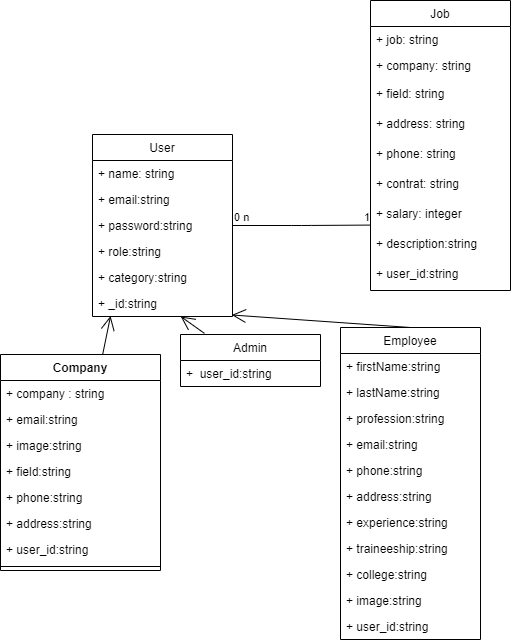 Job
+ job: string
+ company: string
+ field: string
+ address: string
+ phone: string
+ contrat: string
+ salary: integer
+ description:string
+ user_id:string
User
+ name: string
+ email:string
+ password:string
+ role:string
+ category:string
+ _id:string
0 n
1
Company
+ company : string
+ email:string
+ image:string
+ field:string
+ phone:string
+ address:string
+ user_id:string
Admin
+ user_id:string
Employee
+ firstName:string
+ lastName:string
+ profession:string
+ email:string
+ phone:string
+ address:string
+ experience:string
+ traineeship:string
+ college:string
+ image:string
+ user_id:string